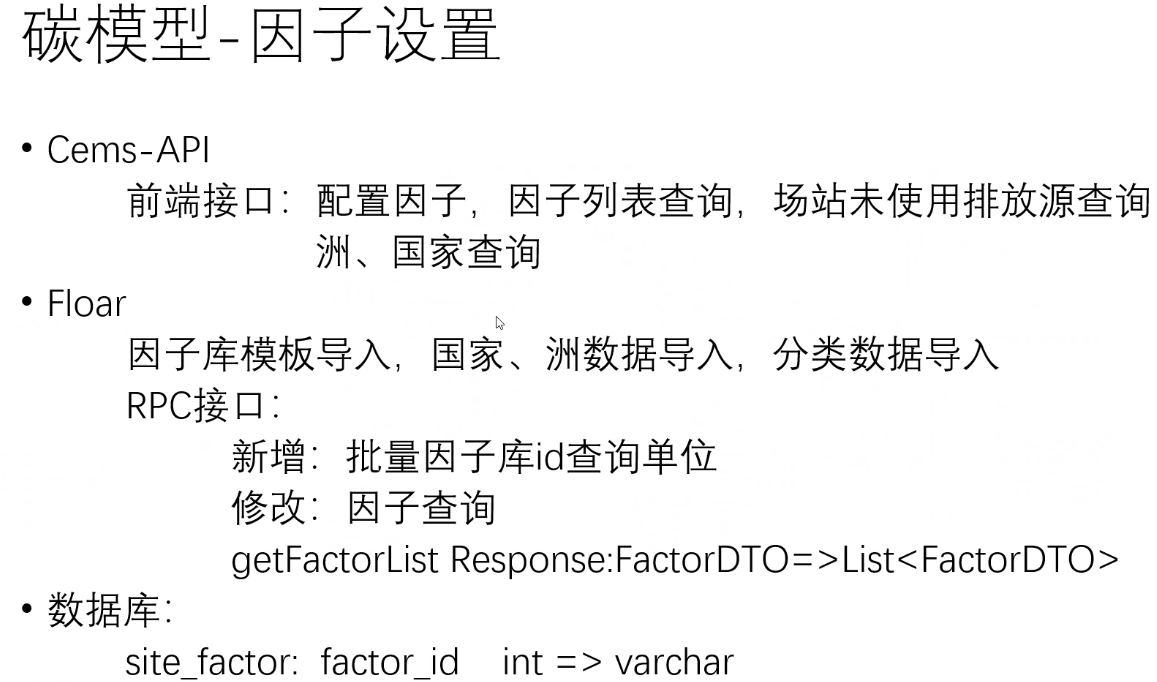 碳模型-因子设置
• Cems-API
前端接口：配置因子，因子列表查询，场站未使用排放源查询
洲、国家查询
• Floar
因子库模板导入，国家、洲数据导入，分类数据导入
RPC接口：
新增：批量因子库id查询单位
修改：因子查询
getFactorList Response:FactorDTO=>List<FactorDTO>
• 数据库：
site_factor: factor_id int => varchar